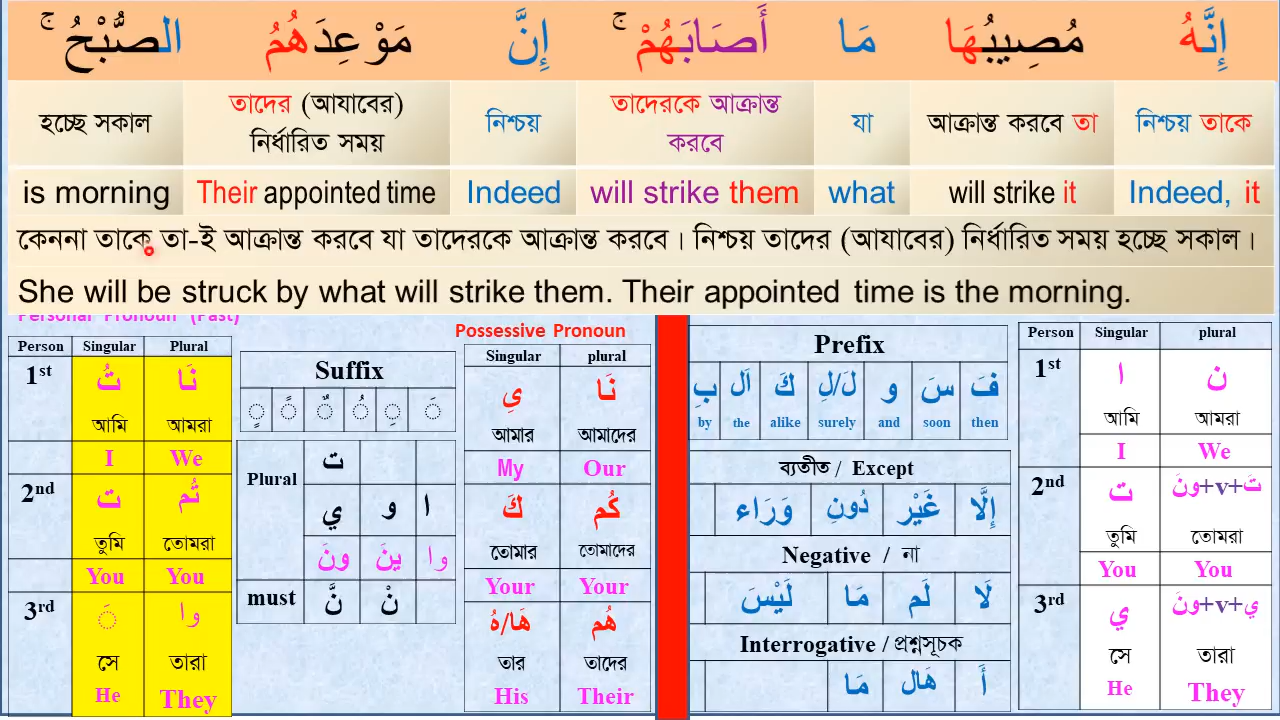 إِنَّهُ مُصِيبُهَا مَا أَصَابَهُمْ ۚ إِنَّ مَوْعِدَهُمُ الصُّبْحُ ۚ
হচ্ছে সকাল | তাদের (আযাবের) নির্ধারিত সময় | নিশ্চয় | তাদেরকে আক্রান্ত করবে | যা | আক্রান্ত করবে তা | নিশ্চয় তাকে
is morning | Their appointed time | Indeed | will strike them | what | will strike it | Indeed, it
কেননা তাকে তা-ই আক্রান্ত করবে যা তাদেরকে আক্রান্ত করবে। নিশ্চয় তাদের (আযাবের) নির্ধারিত সময় হচ্ছে সকাল।
She will be struck by what will strike them. Their appointed time is the morning.
Personal Pronoun (Past)
Person Singular Plural
1st تُ نَا
আমি আমরা
I We
2nd ت تُم
তুমি তোমরা
You You
3rd َ وا
সে তারা
He They
Suffix
ٍ ً ٌ ُ ِ َ
Plural ت
ي و ا
ونَ ينَ وا
must نَّ نْ
Possessive Pronoun
Singular plural
يِ نَا
আমার আমাদের
My Our
كَ كُم
তোমার তোমাদের
Your Your
هَا/هُ هُم
তার তাদের
His Their
Prefix
بِ اَل كَ لَ/لِ و سَ فَ
by the alike surely and soon then
ব্যতীত / Except
وَرَاء دُونِ غَيْر إِلَّا
Negative / না
لَيْسَ مَا لَم لَا
Interrogative / প্রশ্নসূচক
مَا هَال أَ
Person Singular plural
1st ا ن
আমি আমরা
I We
2nd ت تَ+v+ونَ
তুমি তোমরা
You You
3rd ي ي+v+ونَ
সে তারা
He They